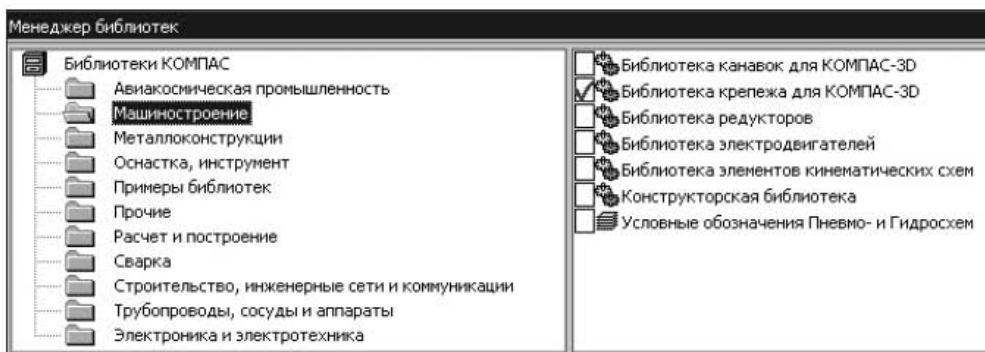 Менеджер библиотек
Библиотеки КОМПАС
Авиакосмическая промышленность
Машиностроение
Металлоконструкции
Оснастка, инструмент
Примеры библиотек
Прочие
Расчет и построение
Сварка
Строительство, инженерные сети и коммуникации
Трубопроводы, сосуды и аппараты
Электроника и электротехника
Библиотека канавок для КОМПАС-3D
Библиотека крепежа для КОМПАС-3D
Библиотека редукторов
Библиотека электродвигателей
Библиотека элементов кинематических схем
Конструкторская библиотека
Условные обозначения Пневмо- и Гидросхем